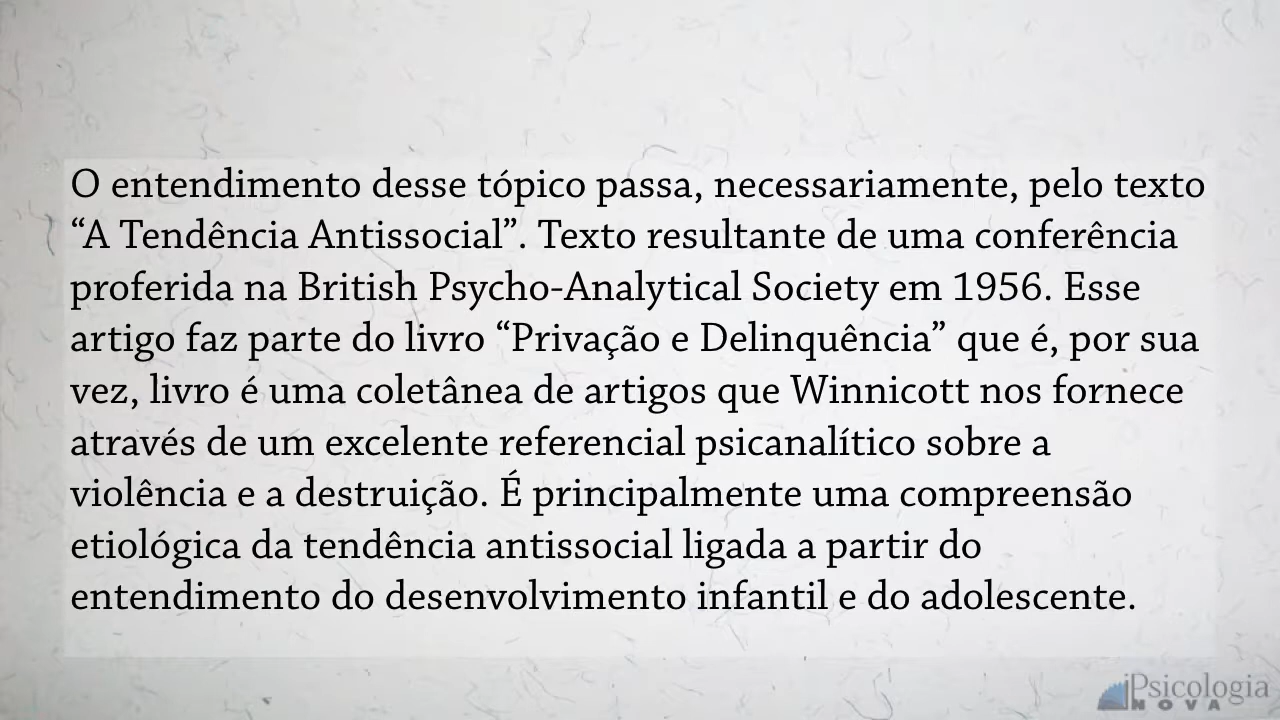 O entendimento desse tópico passa, necessariamente, pelo texto
“A Tendência Antissocial”. Texto resultante de uma conferência
proferida na British Psycho-Analytical Society em 1956. Esse
artigo faz parte do livro “Privação e Delinquência” que é, por sua
vez, livro é uma coletânea de artigos que Winnicott nos fornece
através de um excelente referencial psicanalítico sobre a
violência e a destruição. É principalmente uma compreensão
etiológica da tendência antissocial ligada a partir do
entendimento do desenvolvimento infantil e do adolescente.
Psicologia
NOVA